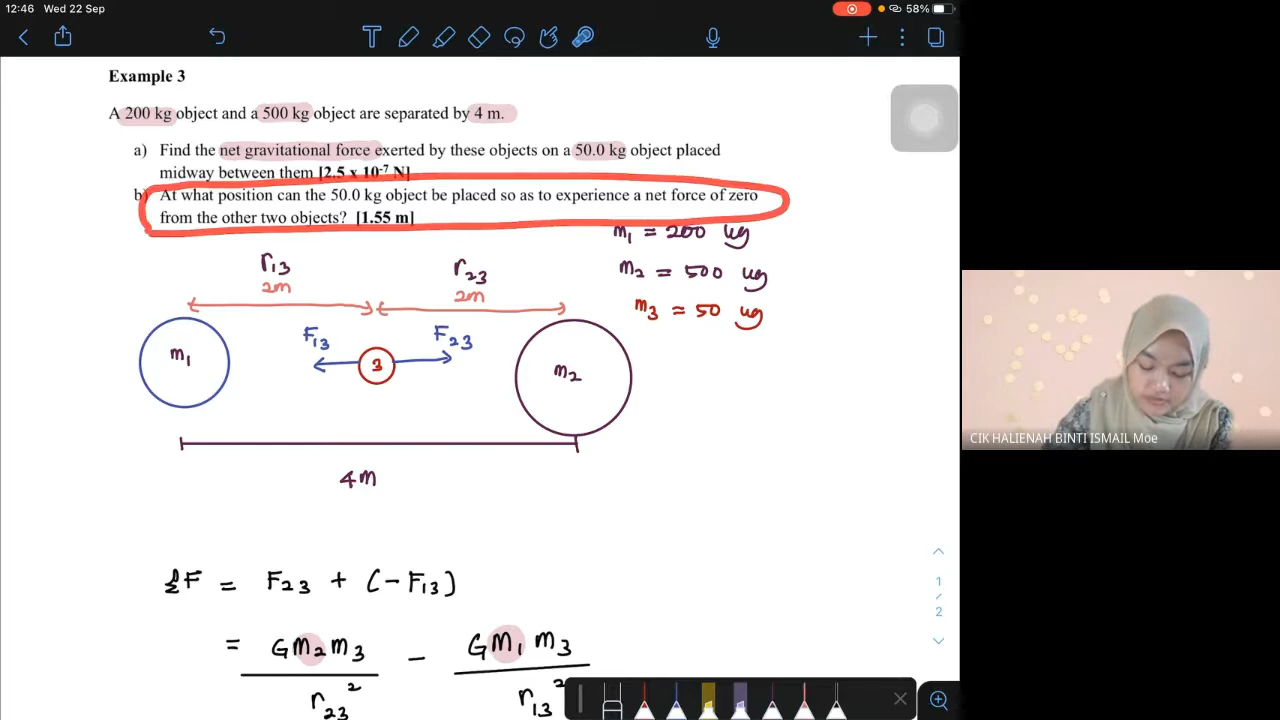 12:46 Wed 22 Sep
58%
Example 3
A 200 kg object and a 500 kg object are separated by 4 m.
a) Find the net gravitational force exerted by these objects on a 50.0 kg object placed
midway between them [2.5 x 10⁻⁷ N]
b) At what position can the 50.0 kg object be placed so as to experience a net force of zero
from the other two objects? [1.55 m]
m₁ = 200 kg
m₂ = 500 kg
m₃ = 50 kg
r₁₃ r₂₃
2m 2m
F₁₃ F₂₃
m₁ 3 m₂
4m
ΣF = F₂₃ + (-F₁₃)
= Gm₂m₃ / r₂₃² - Gm₁m₃ / r₁₃²
1
/
2
CIK HALIENAH BINTI ISMAIL Moe